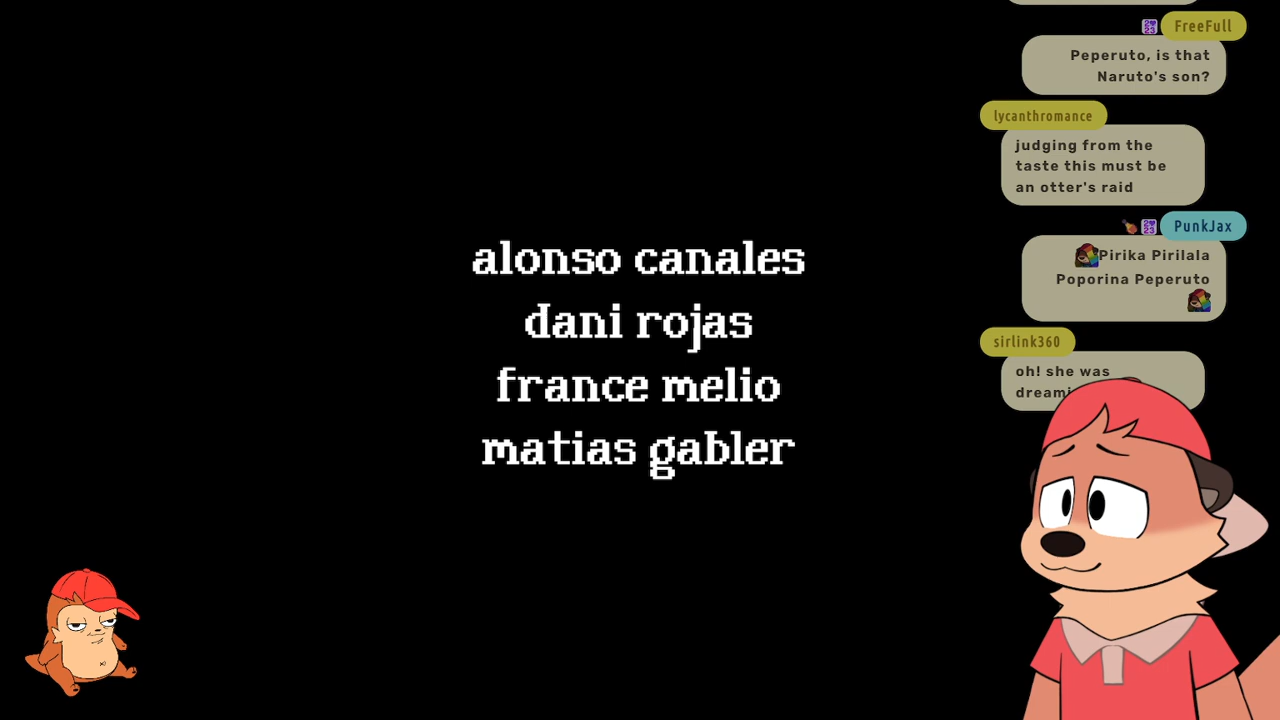 alonso canales
dani rojas
france melio
matias gabler
FreeFull
Peperuto, is that
Naruto's son?
lycanthromance
judging from the
taste this must be
an otter's raid
PunkJax
Pirika Pirilala
Poporina Peperuto
sirlink360
oh! she was